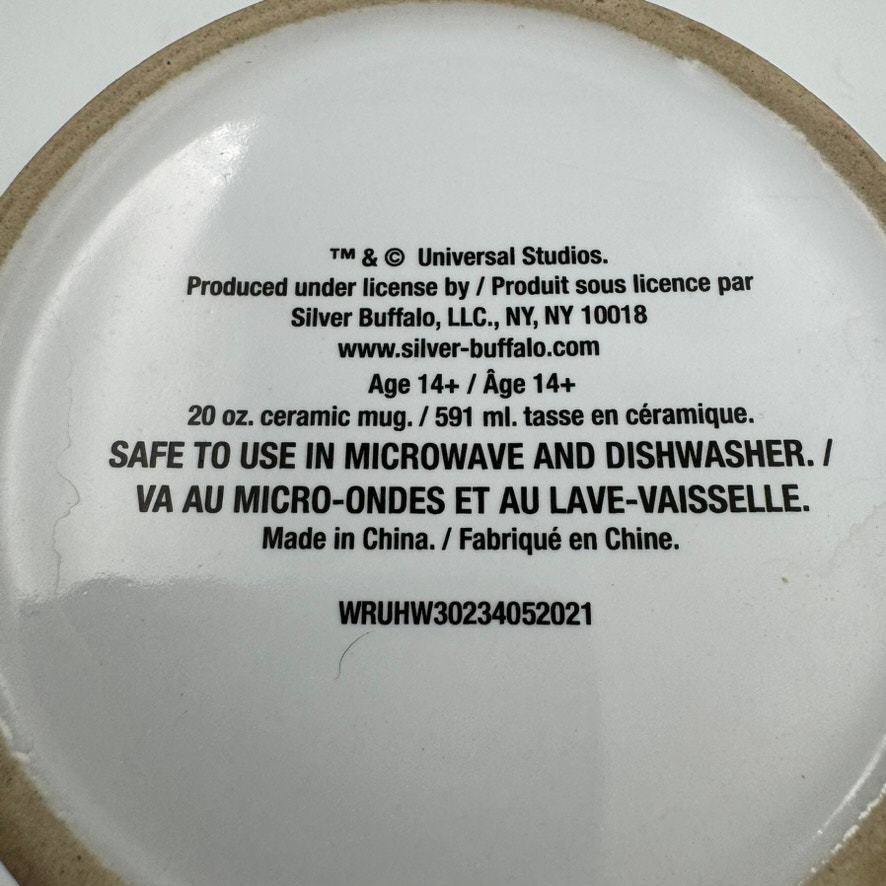 ™ & © Universal Studios.
Produced under license by / Produit sous licence par
Silver Buffalo, LLC., NY, NY 10018
www.silver-buffalo.com
Age 14+ / Âge 14+
20 oz. ceramic mug. / 591 ml. tasse en céramique.
SAFE TO USE IN MICROWAVE AND DISHWASHER. /
VA AU MICRO-ONDES ET AU LAVE-VAISSELLE.
Made in China. / Fabriqué en Chine.
WRUHW30234052021